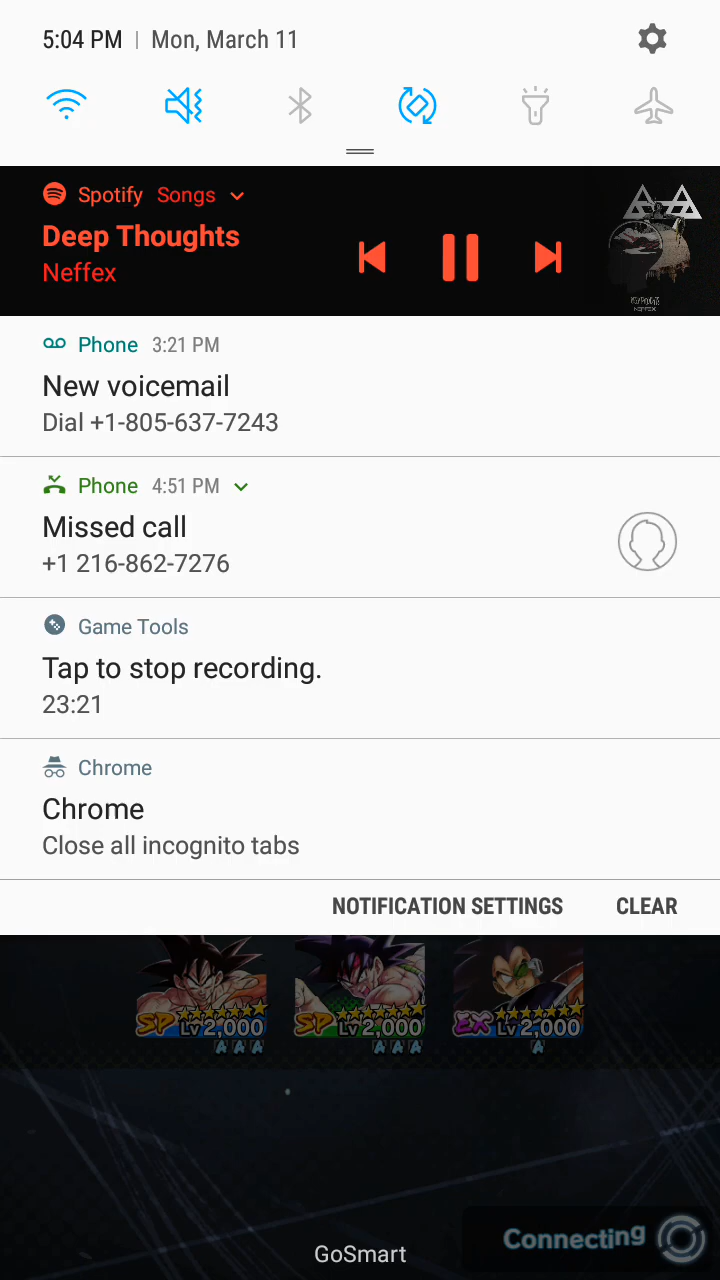 5:04 PM | Mon, March 11
Spotify Songs
Deep Thoughts
Neffex
NEFFEX
Phone 3:21 PM
New voicemail
Dial +1-805-637-7243
Phone 4:51 PM
Missed call
+1 216-862-7276
Game Tools
Tap to stop recording.
23:21
Chrome
Chrome
Close all incognito tabs
NOTIFICATION SETTINGS CLEAR
SP Lv 2,000 SP Lv 2,000 EX Lv 2,000
Connecting
GoSmart